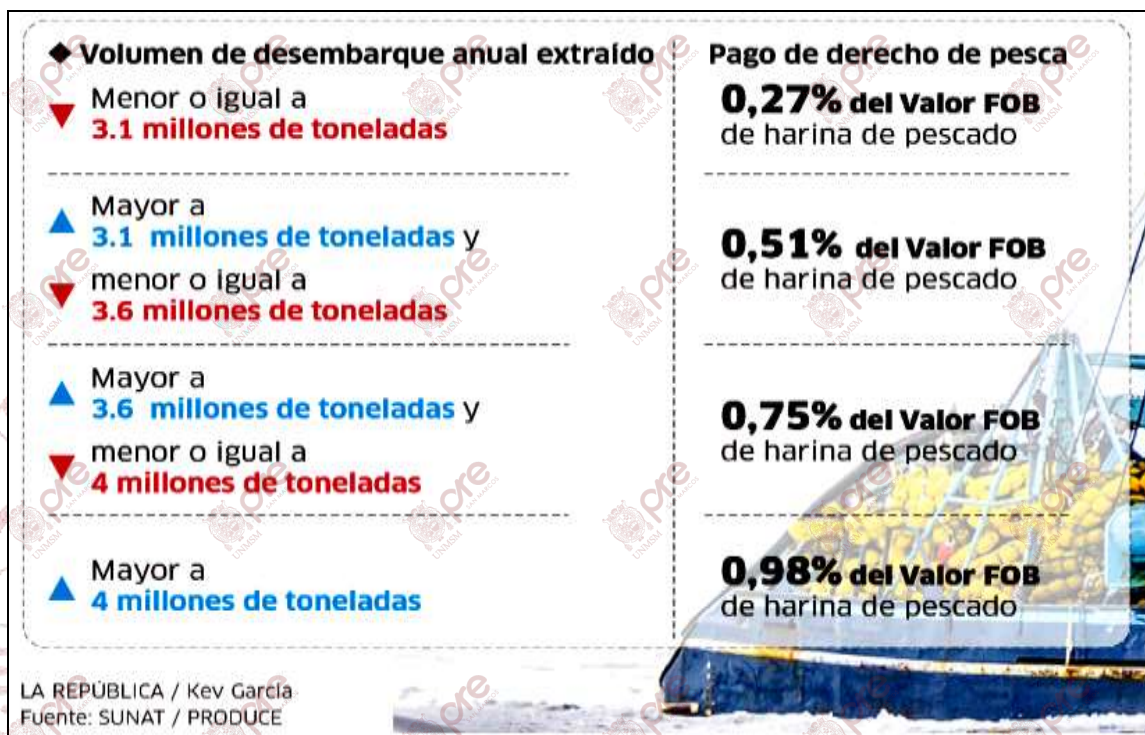 ◆ Volumen de desembarque anual extraído
Pago de derecho de pesca
Menor o igual a
3.1 millones de toneladas
0,27% del Valor FOB
de harina de pescado
Mayor a
3.1 millones de toneladas y
menor o igual a
3.6 millones de toneladas
0,51% del Valor FOB
de harina de pescado
Mayor a
3.6 millones de toneladas y
menor o igual a
4 millones de toneladas
0,75% del Valor FOB
de harina de pescado
Mayor a
4 millones de toneladas
0,98% del Valor FOB
de harina de pescado
LA REPÚBLICA / Kev García
Fuente: SUNAT / PRODUCE
pre
UNMSM
SAN MARCOS